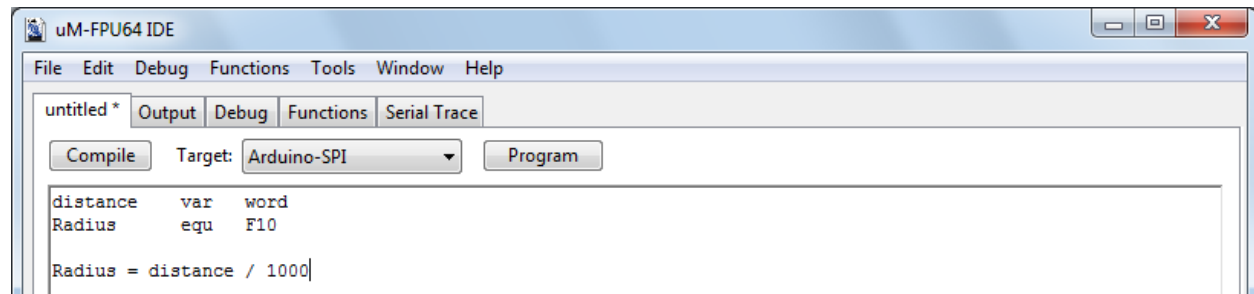 uM-FPU64 IDE
File Edit Debug Functions Tools Window Help
untitled * Output Debug Functions Serial Trace
Compile Target: Arduino-SPI Program
distance var word
Radius equ F10
Radius = distance / 1000